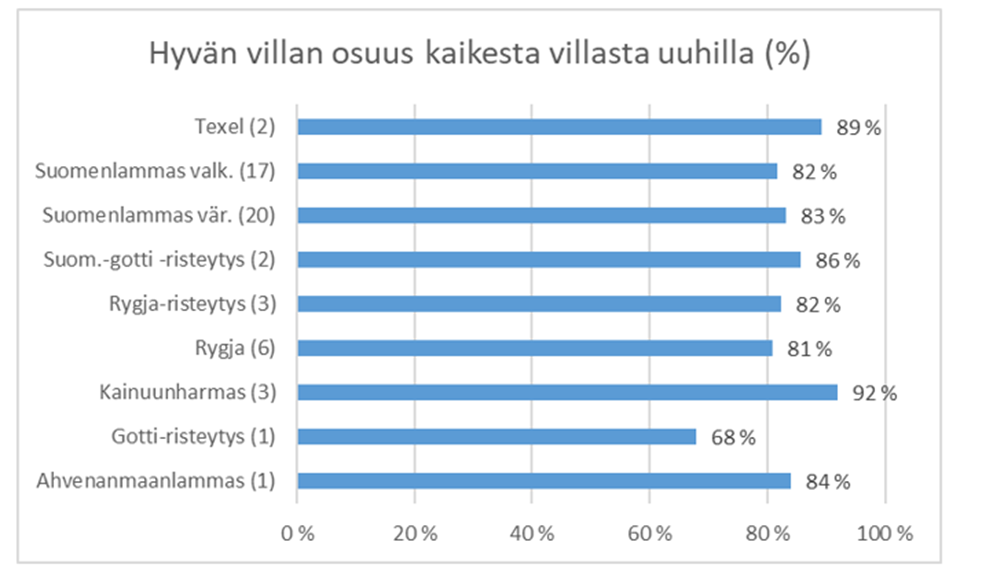 Hyvän villan osuus kaikesta villasta uuhilla (%)
Texel (2) 89 %
Suomenlammas valk. (17) 82 %
Suomenlammas vär. (20) 83 %
Suom.-gotti -risteytys (2) 86 %
Rygja-risteytys (3) 82 %
Rygja (6) 81 %
Kainuunharmas (3) 92 %
Gotti-risteytys (1) 68 %
Ahvenanmaanlammas (1) 84 %
0 % 20 % 40 % 60 % 80 % 100 %